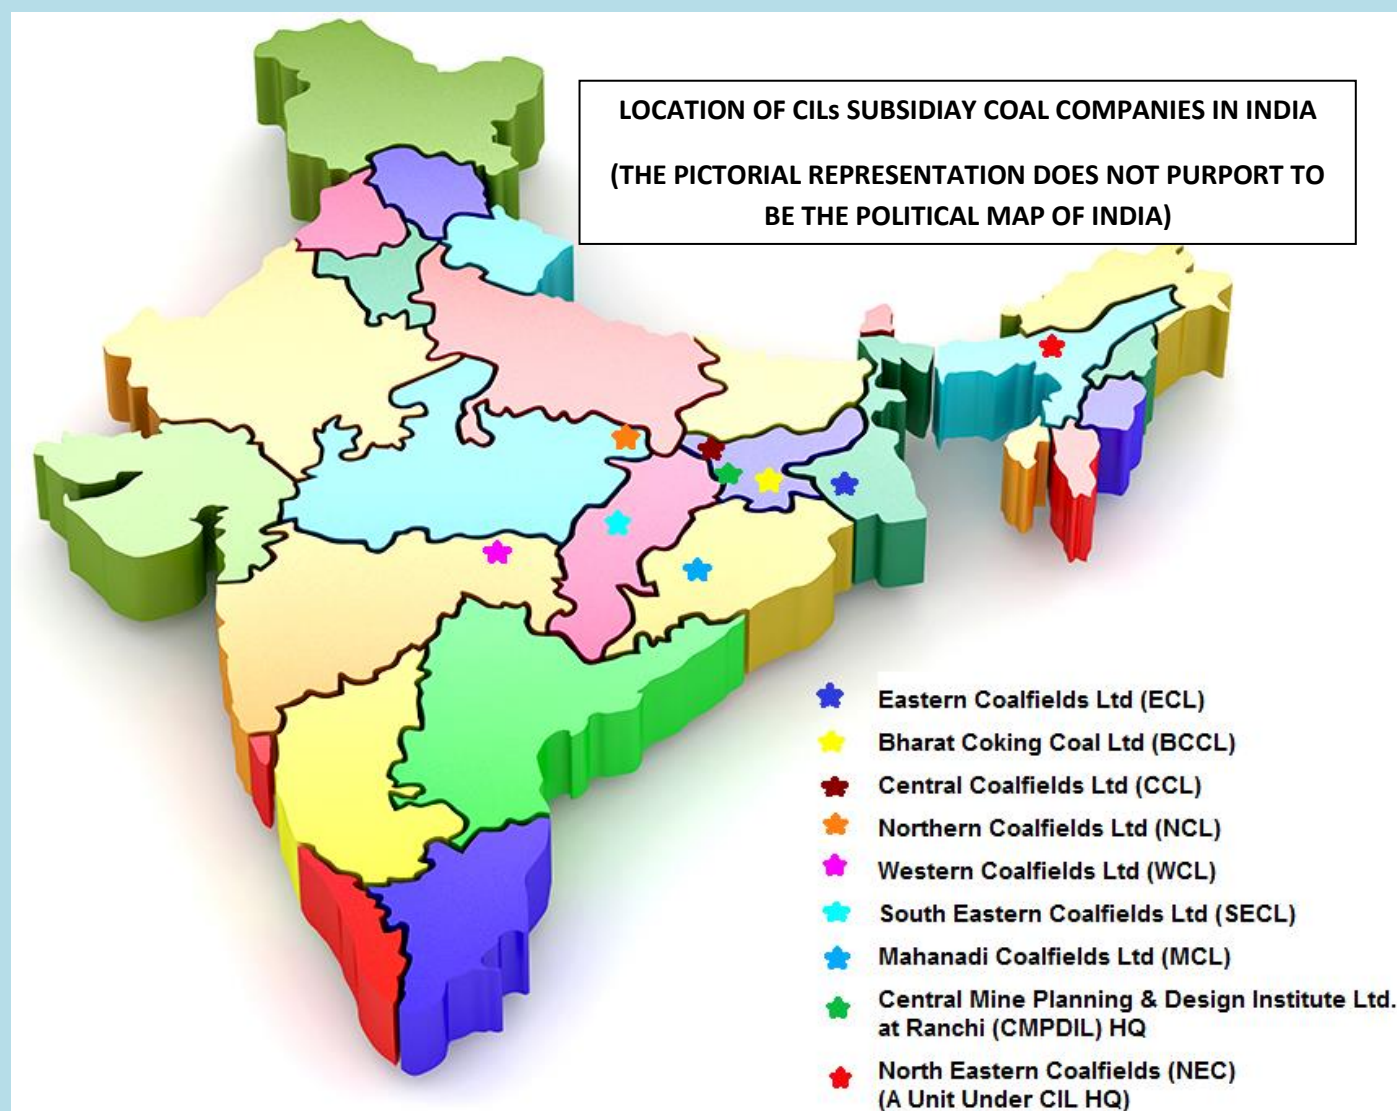 LOCATION OF CILs SUBSIDIAY COAL COMPANIES IN INDIA
(THE PICTORIAL REPRESENTATION DOES NOT PURPORT TO
BE THE POLITICAL MAP OF INDIA)
Eastern Coalfields Ltd (ECL)
Bharat Coking Coal Ltd (BCCL)
Central Coalfields Ltd (CCL)
Northern Coalfields Ltd (NCL)
Western Coalfields Ltd (WCL)
South Eastern Coalfields Ltd (SECL)
Mahanadi Coalfields Ltd (MCL)
Central Mine Planning & Design Institute Ltd.
at Ranchi (CMPDIL) HQ
North Eastern Coalfields (NEC)
(A Unit Under CIL HQ)